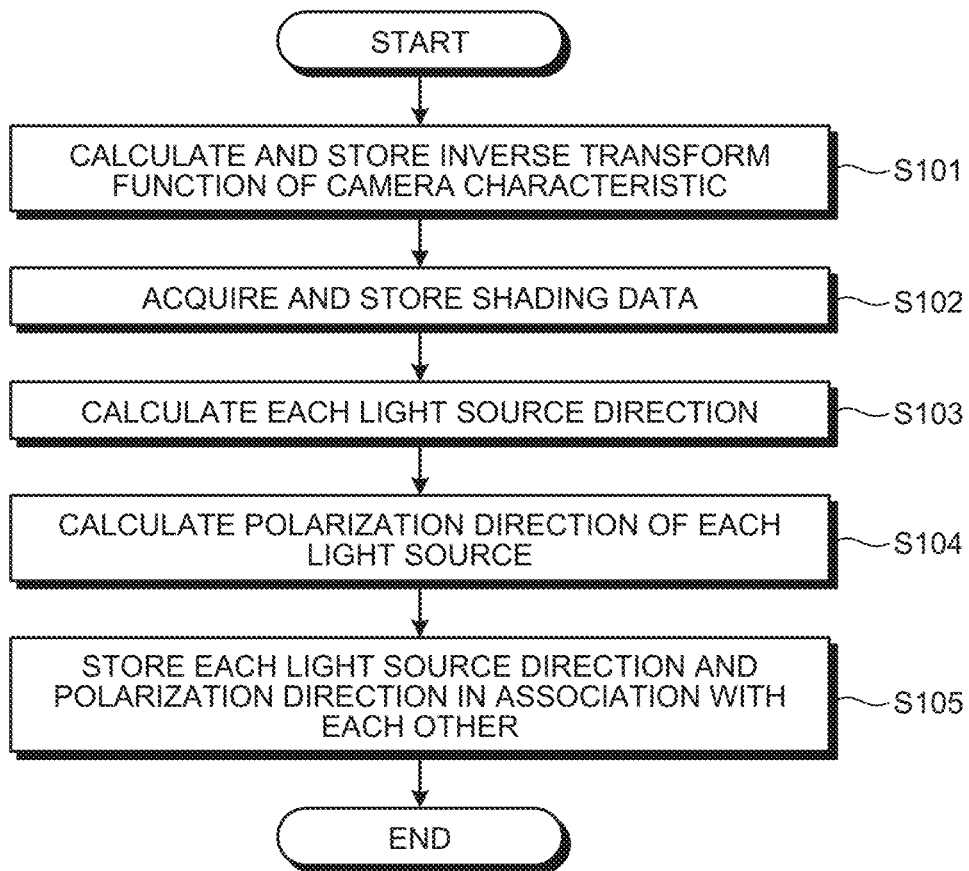 START
CALCULATE AND STORE INVERSE TRANSFORM
FUNCTION OF CAMERA CHARACTERISTIC
S101
ACQUIRE AND STORE SHADING DATA
S102
CALCULATE EACH LIGHT SOURCE DIRECTION
S103
CALCULATE POLARIZATION DIRECTION OF EACH
LIGHT SOURCE
S104
STORE EACH LIGHT SOURCE DIRECTION AND
POLARIZATION DIRECTION IN ASSOCIATION WITH
EACH OTHER
S105
END